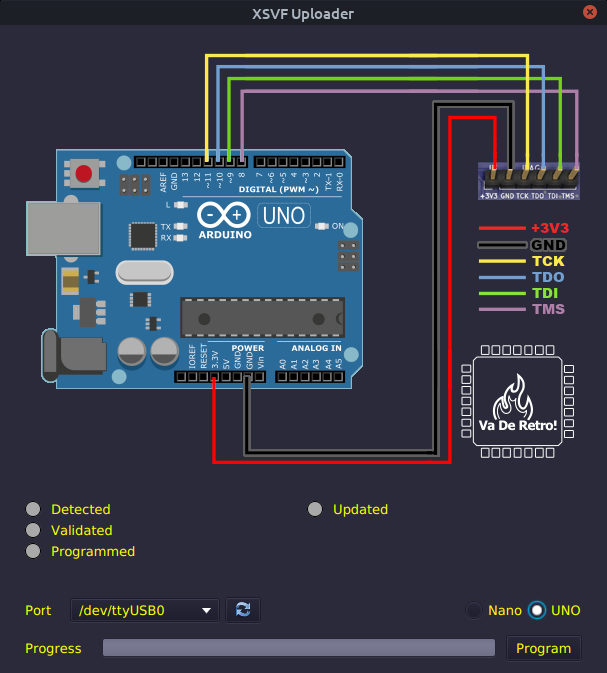 XSVF Uploader
AREF
GND
13
12
~11
~10
~9
8
7
~6
~5
4
~3
2
TX-1
RX-0
DIGITAL (PWM ~)
L
TX
RX
UNO
ARDUINO
ON
JTAG
+3V3 GND TCK TDO TDI TMS
+3V3
GND
TCK
TDO
TDI
TMS
POWER
ANALOG IN
IOREF
RESET
3.3V
5V
GND
GND
Vin
A0
A1
A2
A3
A4
A5
Va De Retro!
Detected
Updated
Validated
Programmed
Port /dev/ttyUSB0 Nano UNO
Progress Program